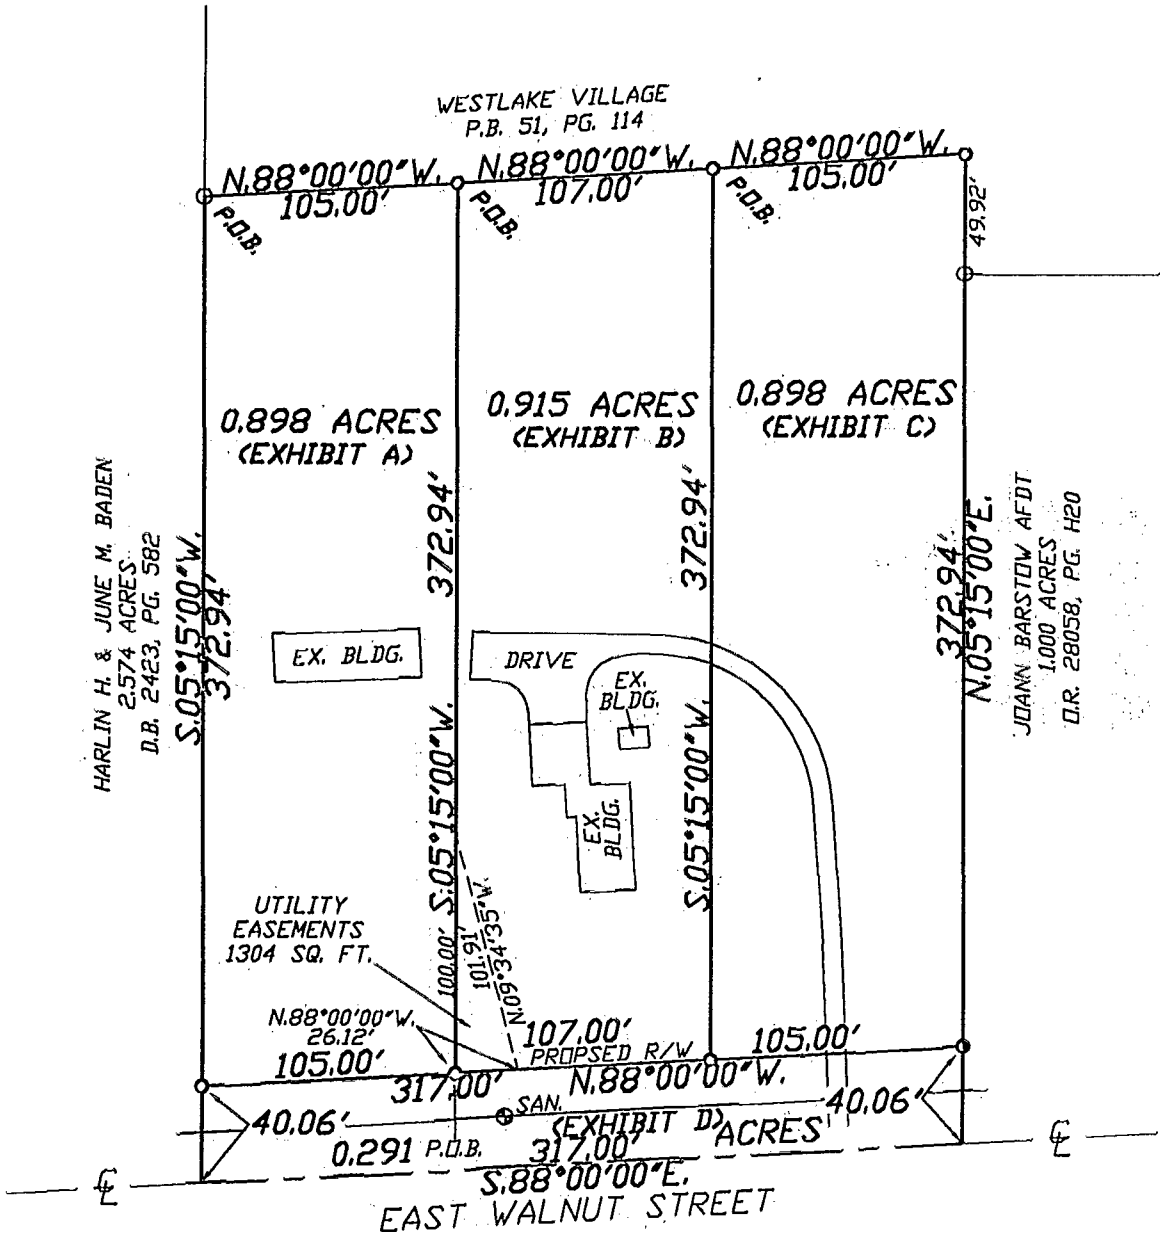 WESTLAKE VILLAGE
P.B. 51, PG. 114
N.88°00'00"W.
105.00'
N.88°00'00"W.
107.00'
N.88°00'00"W.
105.00'
P.O.B.
P.O.B.
P.O.B.
49.92'
0.898 ACRES
(EXHIBIT A)
0.915 ACRES
(EXHIBIT B)
0.898 ACRES
(EXHIBIT C)
HARLIN H. & JUNE M. BADEN
2.574 ACRES
D.B. 2423, PG. 582
S.05°15'00"W.
372.94'
372.94'
S.05°15'00"W.
372.94'
S.05°15'00"W.
372.94'
N.05°15'00"E.
JOANN BARSTOW AFDT
1.000 ACRES
O.R. 28058, PG. H20
EX. BLDG.
DRIVE
EX.
BLDG.
EX.
BLDG.
UTILITY
EASEMENTS
1304 SQ. FT.
100.00'
101.91'
N.09°34'35"W.
N.88°00'00"W.
26.12'
105.00'
107.00'
PROPSED R/W
105.00'
317.00'
N.88°00'00"W.
40.06'
SAN.
(EXHIBIT D)
40.06'
0.291
P.O.B.
317.00'
ACRES
S.88°00'00"E.
℄
℄
EAST WALNUT STREET